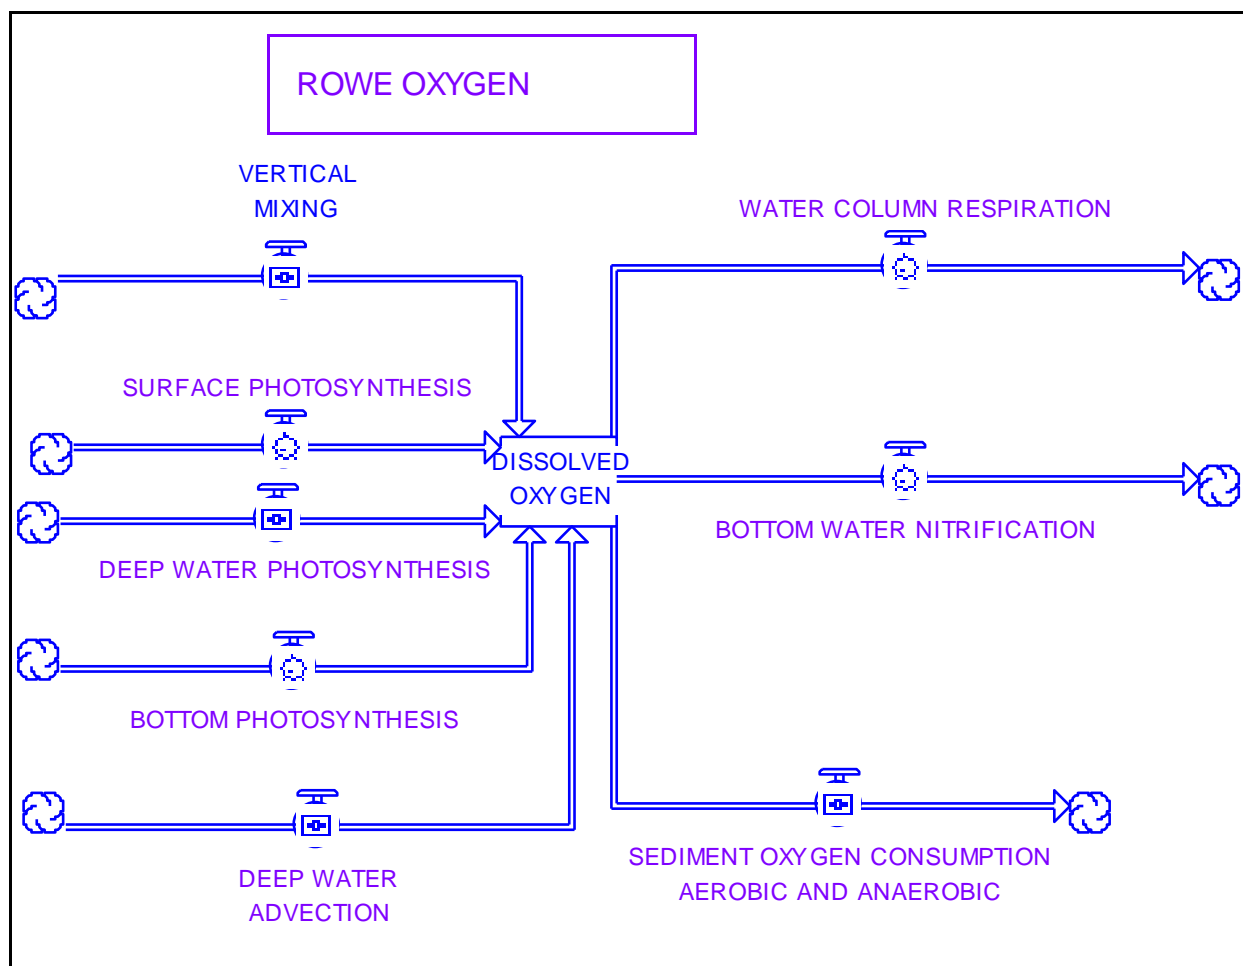 ROWE OXYGEN
VERTICAL
MIXING
WATER COLUMN RESPIRATION
SURFACE PHOTOSYNTHESIS
DISSOLVED
OXYGEN
BOTTOM WATER NITRIFICATION
DEEP WATER PHOTOSYNTHESIS
BOTTOM PHOTOSYNTHESIS
SEDIMENT OXYGEN CONSUMPTION
AEROBIC AND ANAEROBIC
DEEP WATER
ADVECTION